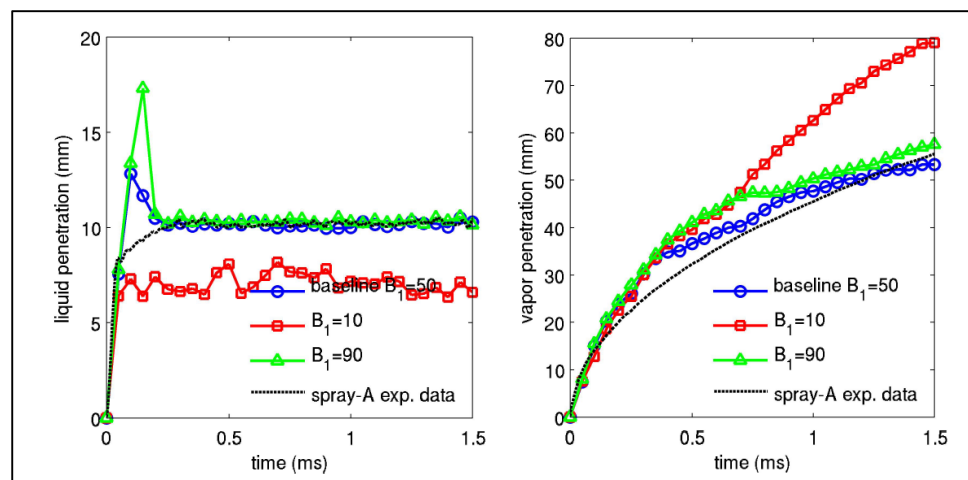 20
15
10
5
0
liquid penetration (mm)
baseline B₁=50
B₁=10
B₁=90
spray-A exp. data
0 0.5 1 1.5
time (ms)
80
70
60
50
40
30
20
10
0
vapor penetration (mm)
baseline B₁=50
B₁=10
B₁=90
spray-A exp. data
0 0.5 1 1.5
time (ms)